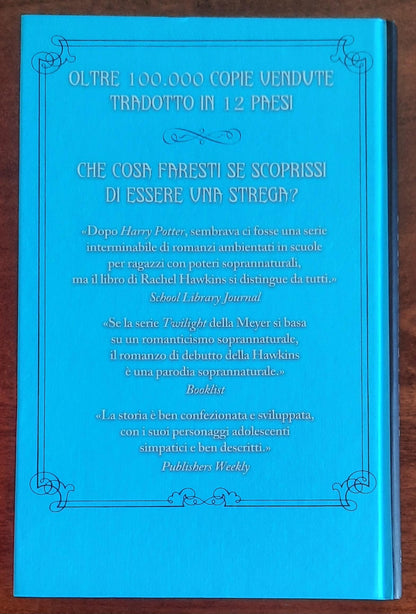 OLTRE 100.000 COPIE VENDUTE
TRADOTTO IN 12 PAESI
CHE COSA FARESTI SE SCOPRISSI
DI ESSERE UNA STREGA?
«Dopo Harry Potter, sembrava ci fosse una serie
interminabile di romanzi ambientati in scuole
per ragazzi con poteri soprannaturali,
ma il libro di Rachel Hawkins si distingue da tutti.»
School Library Journal
«Se la serie Twilight della Meyer si basa
su un romanticismo soprannaturale,
il romanzo di debutto della Hawkins
è una parodia soprannaturale.»
Booklist
«La storia è ben confezionata e sviluppata,
con i suoi personaggi adolescenti
simpatici e ben descritti.»
Publishers Weekly